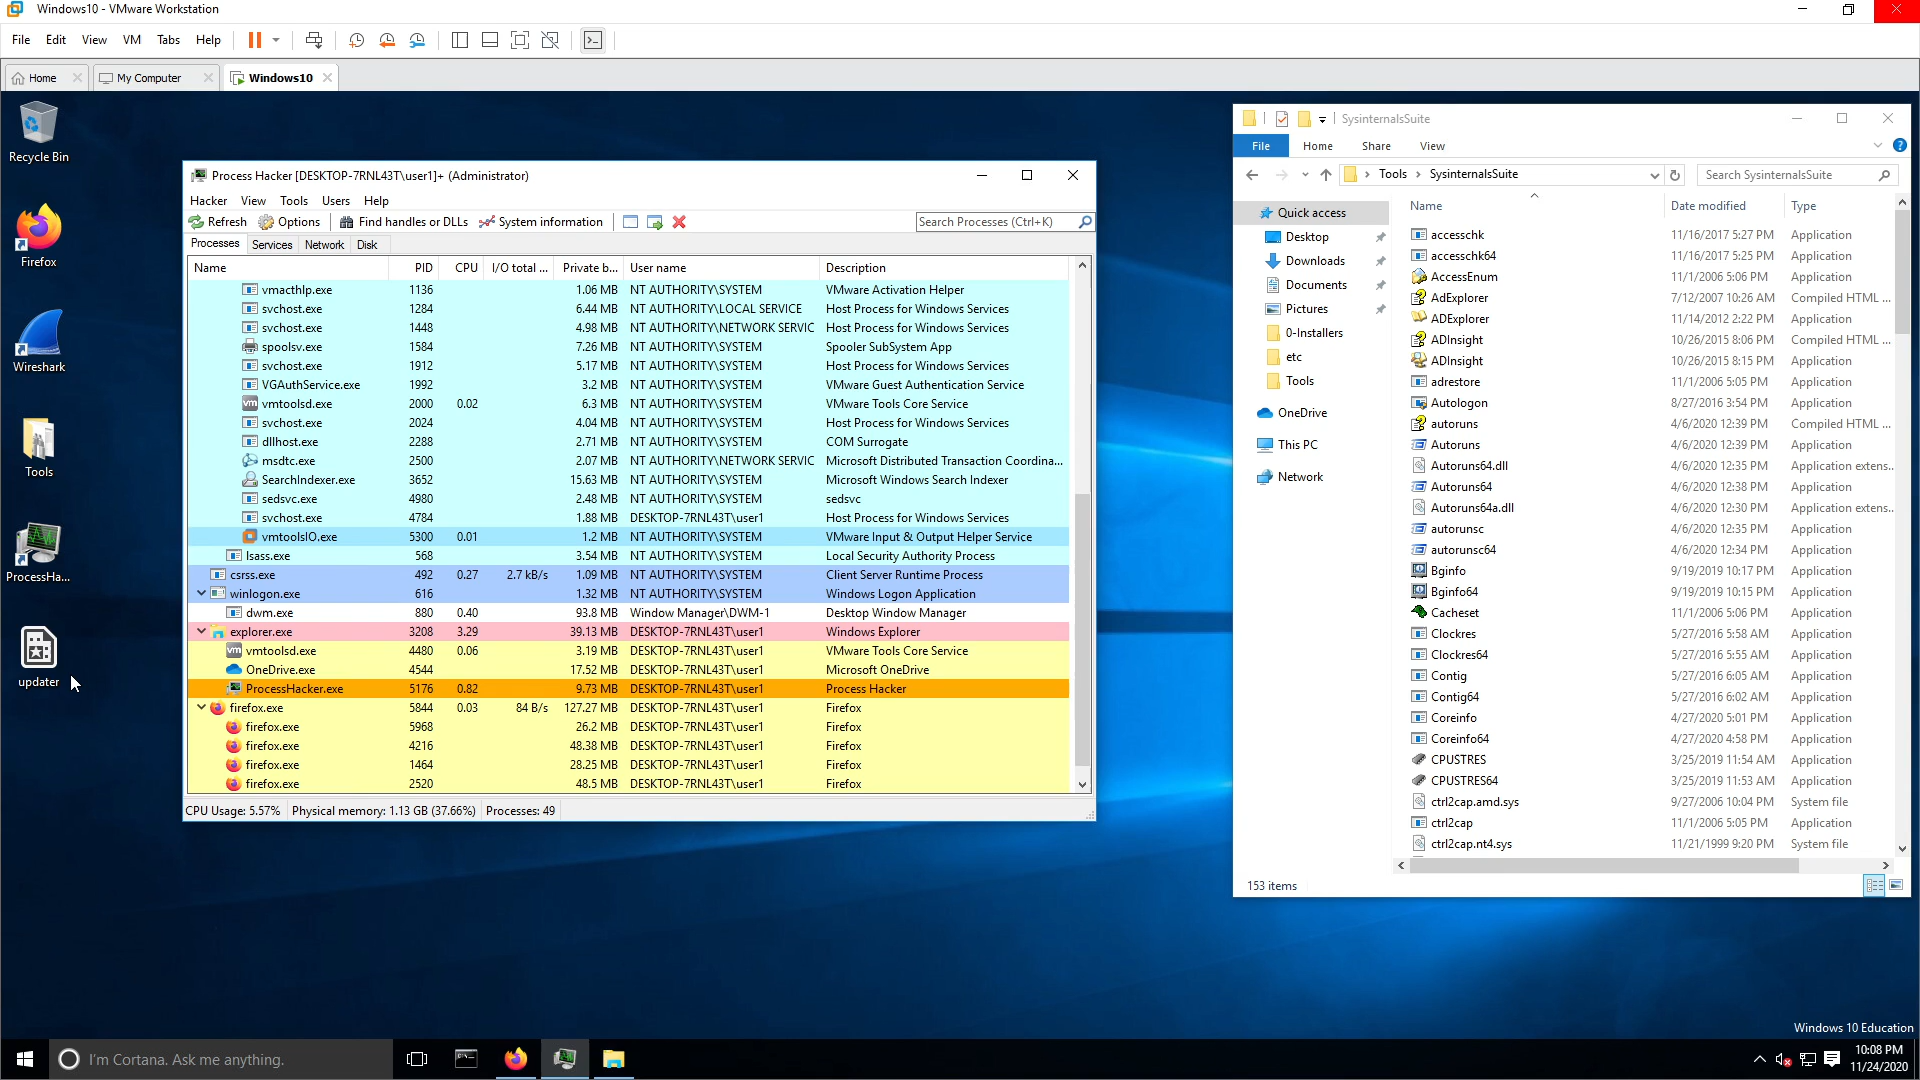 Windows10 - VMware Workstation
File Edit View VM Tabs Help
Home My Computer Windows10
Recycle Bin
Firefox
Wireshark
Tools
ProcessHa...
updater
Process Hacker [DESKTOP-7RNL43T\user1]+ (Administrator)
Hacker View Tools Users Help
Refresh Options Find handles or DLLs System information Search Processes (Ctrl+K)
Processes Services Network Disk
Name PID CPU I/O total ... Private b... User name Description
vmacthlp.exe 1136 1.06 MB NT AUTHORITY\SYSTEM VMware Activation Helper
svchost.exe 1284 6.44 MB NT AUTHORITY\LOCAL SERVICE Host Process for Windows Services
svchost.exe 1448 4.98 MB NT AUTHORITY\NETWORK SERVIC Host Process for Windows Services
spoolsv.exe 1584 7.26 MB NT AUTHORITY\SYSTEM Spooler SubSystem App
svchost.exe 1912 5.17 MB NT AUTHORITY\SYSTEM Host Process for Windows Services
VGAuthService.exe 1992 3.2 MB NT AUTHORITY\SYSTEM VMware Guest Authentication Service
vm vmtoolsd.exe 2000 0.02 6.3 MB NT AUTHORITY\SYSTEM VMware Tools Core Service
svchost.exe 2024 4.04 MB NT AUTHORITY\SYSTEM Host Process for Windows Services
dllhost.exe 2288 2.71 MB NT AUTHORITY\SYSTEM COM Surrogate
msdtc.exe 2500 2.07 MB NT AUTHORITY\NETWORK SERVIC Microsoft Distributed Transaction Coordina...
SearchIndexer.exe 3652 15.63 MB NT AUTHORITY\SYSTEM Microsoft Windows Search Indexer
sedsvc.exe 4980 2.48 MB NT AUTHORITY\SYSTEM sedsvc
svchost.exe 4784 1.88 MB DESKTOP-7RNL43T\user1 Host Process for Windows Services
vmtoolsIO.exe 5300 0.01 1.2 MB NT AUTHORITY\SYSTEM VMware Input & Output Helper Service
lsass.exe 568 3.54 MB NT AUTHORITY\SYSTEM Local Security Authority Process
csrss.exe 492 0.27 2.7 kB/s 1.09 MB NT AUTHORITY\SYSTEM Client Server Runtime Process
winlogon.exe 616 1.32 MB NT AUTHORITY\SYSTEM Windows Logon Application
dwm.exe 880 0.40 93.8 MB Window Manager\DWM-1 Desktop Window Manager
explorer.exe 3208 3.29 39.13 MB DESKTOP-7RNL43T\user1 Windows Explorer
vm vmtoolsd.exe 4480 0.06 3.19 MB DESKTOP-7RNL43T\user1 VMware Tools Core Service
OneDrive.exe 4544 17.52 MB DESKTOP-7RNL43T\user1 Microsoft OneDrive
ProcessHacker.exe 5176 0.82 9.73 MB DESKTOP-7RNL43T\user1 Process Hacker
firefox.exe 5844 0.03 84 B/s 127.27 MB DESKTOP-7RNL43T\user1 Firefox
firefox.exe 5968 26.2 MB DESKTOP-7RNL43T\user1 Firefox
firefox.exe 4216 48.38 MB DESKTOP-7RNL43T\user1 Firefox
firefox.exe 1464 28.25 MB DESKTOP-7RNL43T\user1 Firefox
firefox.exe 2520 48.5 MB DESKTOP-7RNL43T\user1 Firefox
CPU Usage: 5.57% Physical memory: 1.13 GB (37.66%) Processes: 49
SysinternalsSuite
File Home Share View
Tools SysinternalsSuite Search SysinternalsSuite
Quick access
Desktop
Downloads
Documents
Pictures
0-Installers
etc
Tools
OneDrive
This PC
Network
Name Date modified Type
accesschk 11/16/2017 5:27 PM Application
accesschk64 11/16/2017 5:25 PM Application
AccessEnum 11/1/2006 5:06 PM Application
AdExplorer 7/12/2007 10:26 AM Compiled HTML ...
ADExplorer 11/14/2012 2:22 PM Application
ADInsight 10/26/2015 8:06 PM Compiled HTML ...
ADInsight 10/26/2015 8:15 PM Application
adrestore 11/1/2006 5:05 PM Application
Autologon 8/27/2016 3:54 PM Application
autoruns 4/6/2020 12:39 PM Compiled HTML ...
Autoruns 4/6/2020 12:39 PM Application
Autoruns64.dll 4/6/2020 12:35 PM Application extens...
Autoruns64 4/6/2020 12:38 PM Application
Autoruns64a.dll 4/6/2020 12:30 PM Application extens...
autorunsc 4/6/2020 12:35 PM Application
autorunsc64 4/6/2020 12:34 PM Application
Bginfo 9/19/2019 10:17 PM Application
Bginfo64 9/19/2019 10:15 PM Application
Cacheset 11/1/2006 5:06 PM Application
Clockres 5/27/2016 5:58 AM Application
Clockres64 5/27/2016 5:55 AM Application
Contig 5/27/2016 6:05 AM Application
Contig64 5/27/2016 6:02 AM Application
Coreinfo 4/27/2020 5:01 PM Application
Coreinfo64 4/27/2020 4:58 PM Application
CPUSTRES 3/25/2019 11:54 AM Application
CPUSTRES64 3/25/2019 11:53 AM Application
ctrl2cap.amd.sys 9/27/2006 10:04 PM System file
ctrl2cap 11/1/2006 5:05 PM Application
ctrl2cap.nt4.sys 11/21/1999 9:20 PM System file
153 items
Windows 10 Education
I'm Cortana. Ask me anything.
10:08 PM
11/24/2020